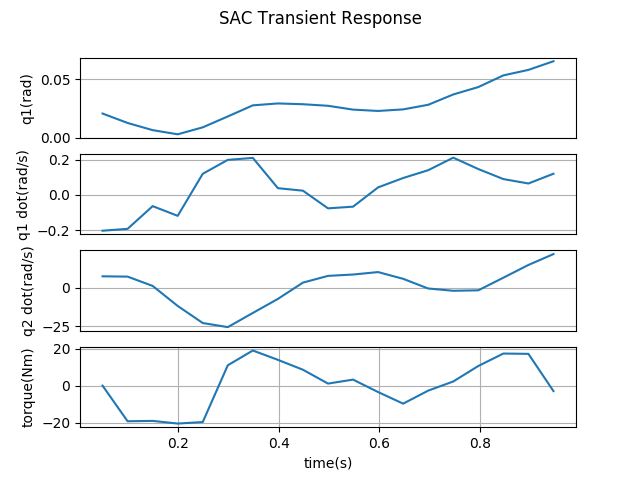 SAC Transient Response
q1(rad)
0.05
0.00
q1 dot(rad/s)
0.2
0.0
−0.2
q2 dot(rad/s)
0
−25
torque(Nm)
20
0
−20
0.2 0.4 0.6 0.8
time(s)